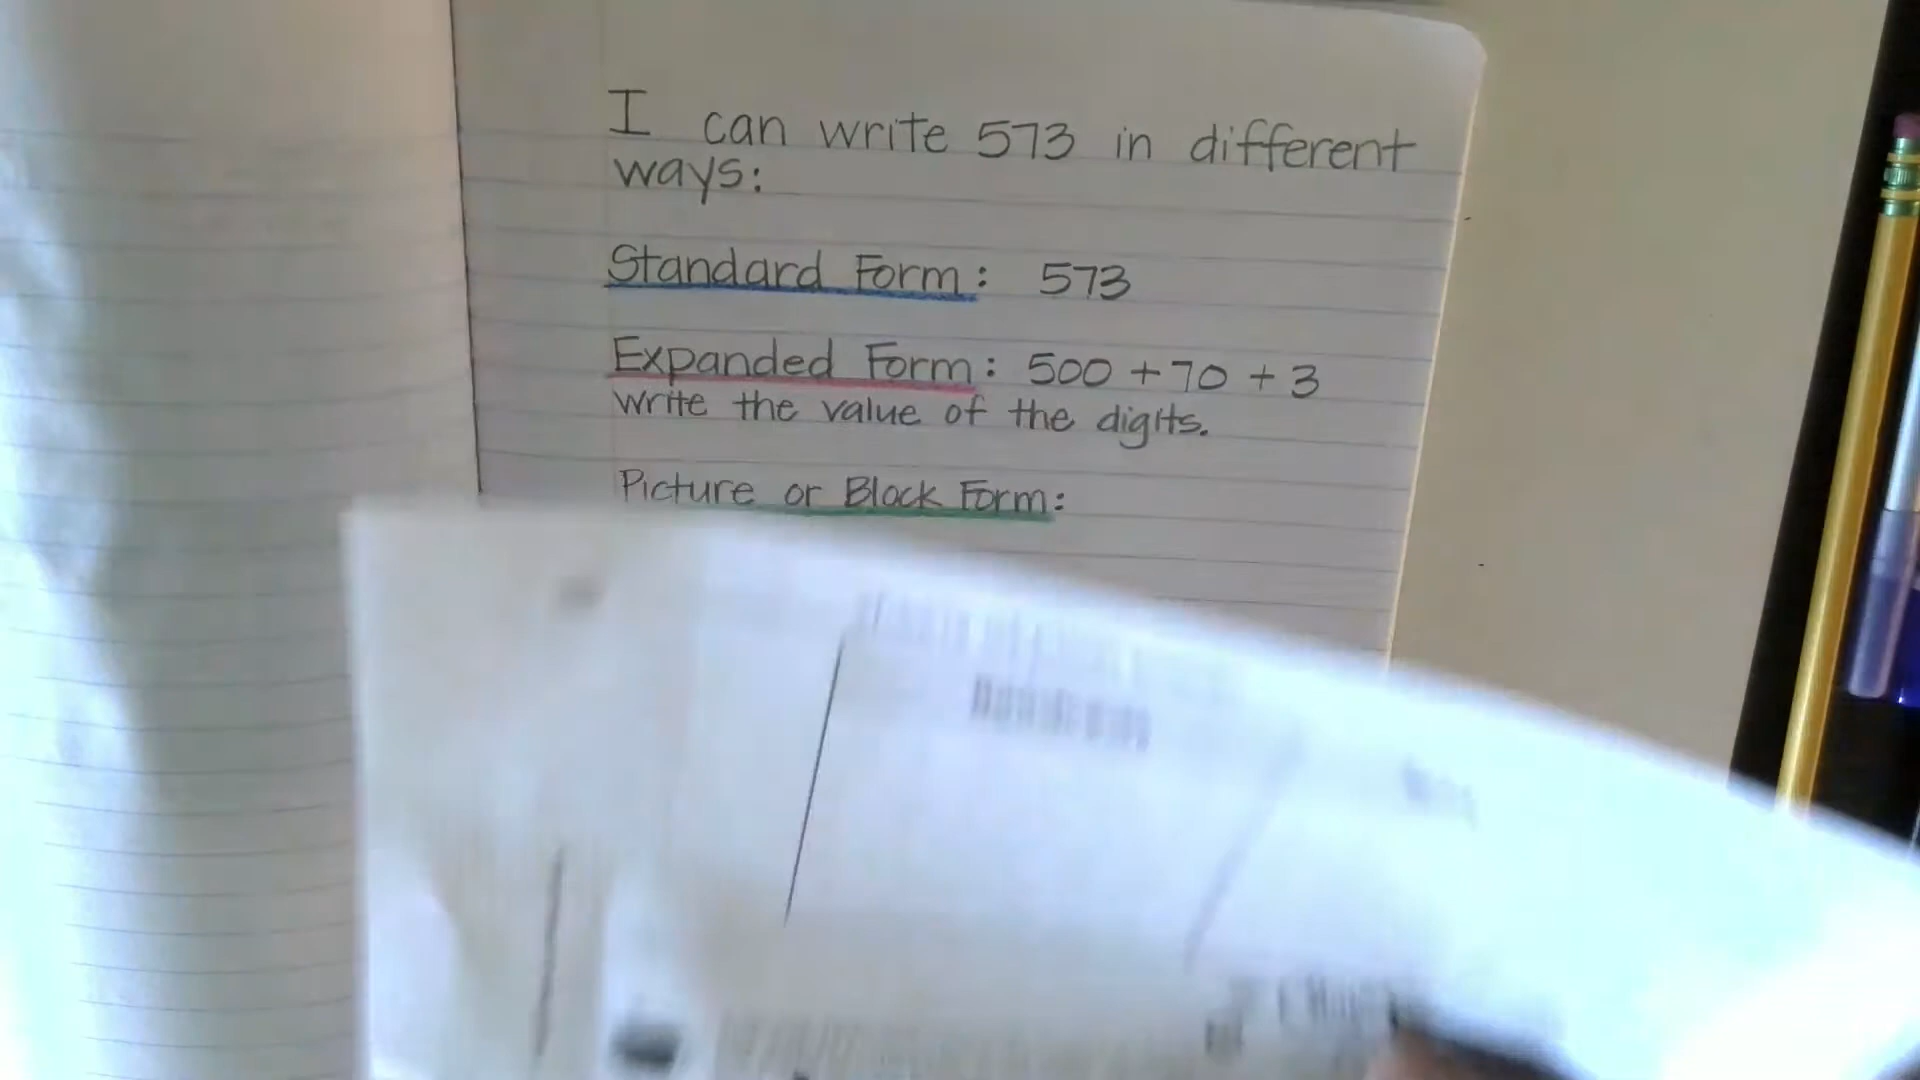 I can write 573 in different
ways:
Standard Form: 573
Expanded Form: 500 + 70 + 3
write the value of the digits.
Picture or Block Form: